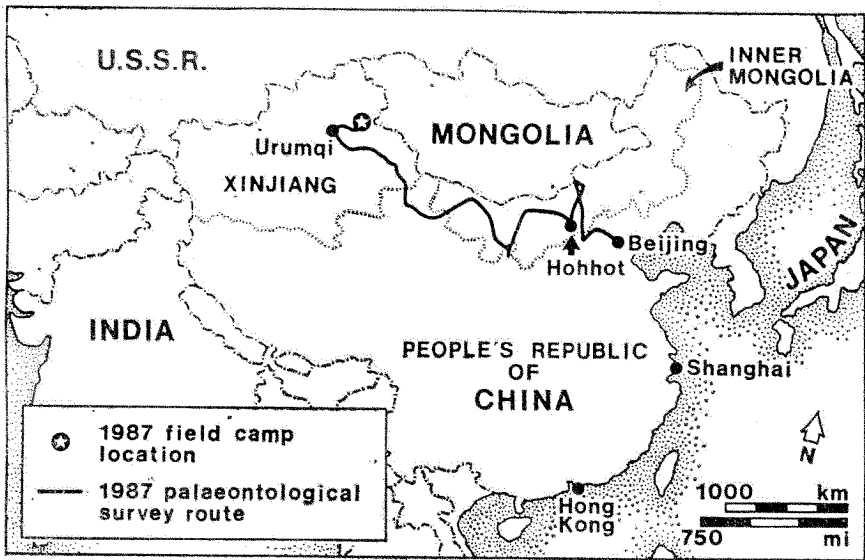 U.S.S.R.
INNER
MONGOLIA
MONGOLIA
Urumqi
XINJIANG
Beijing
Hohhot
JAPAN
INDIA
PEOPLE'S REPUBLIC
OF
CHINA
Shanghai
1987 field camp
location
1987 palaeontological
survey route
N
Hong
Kong
1000 km
750 mi